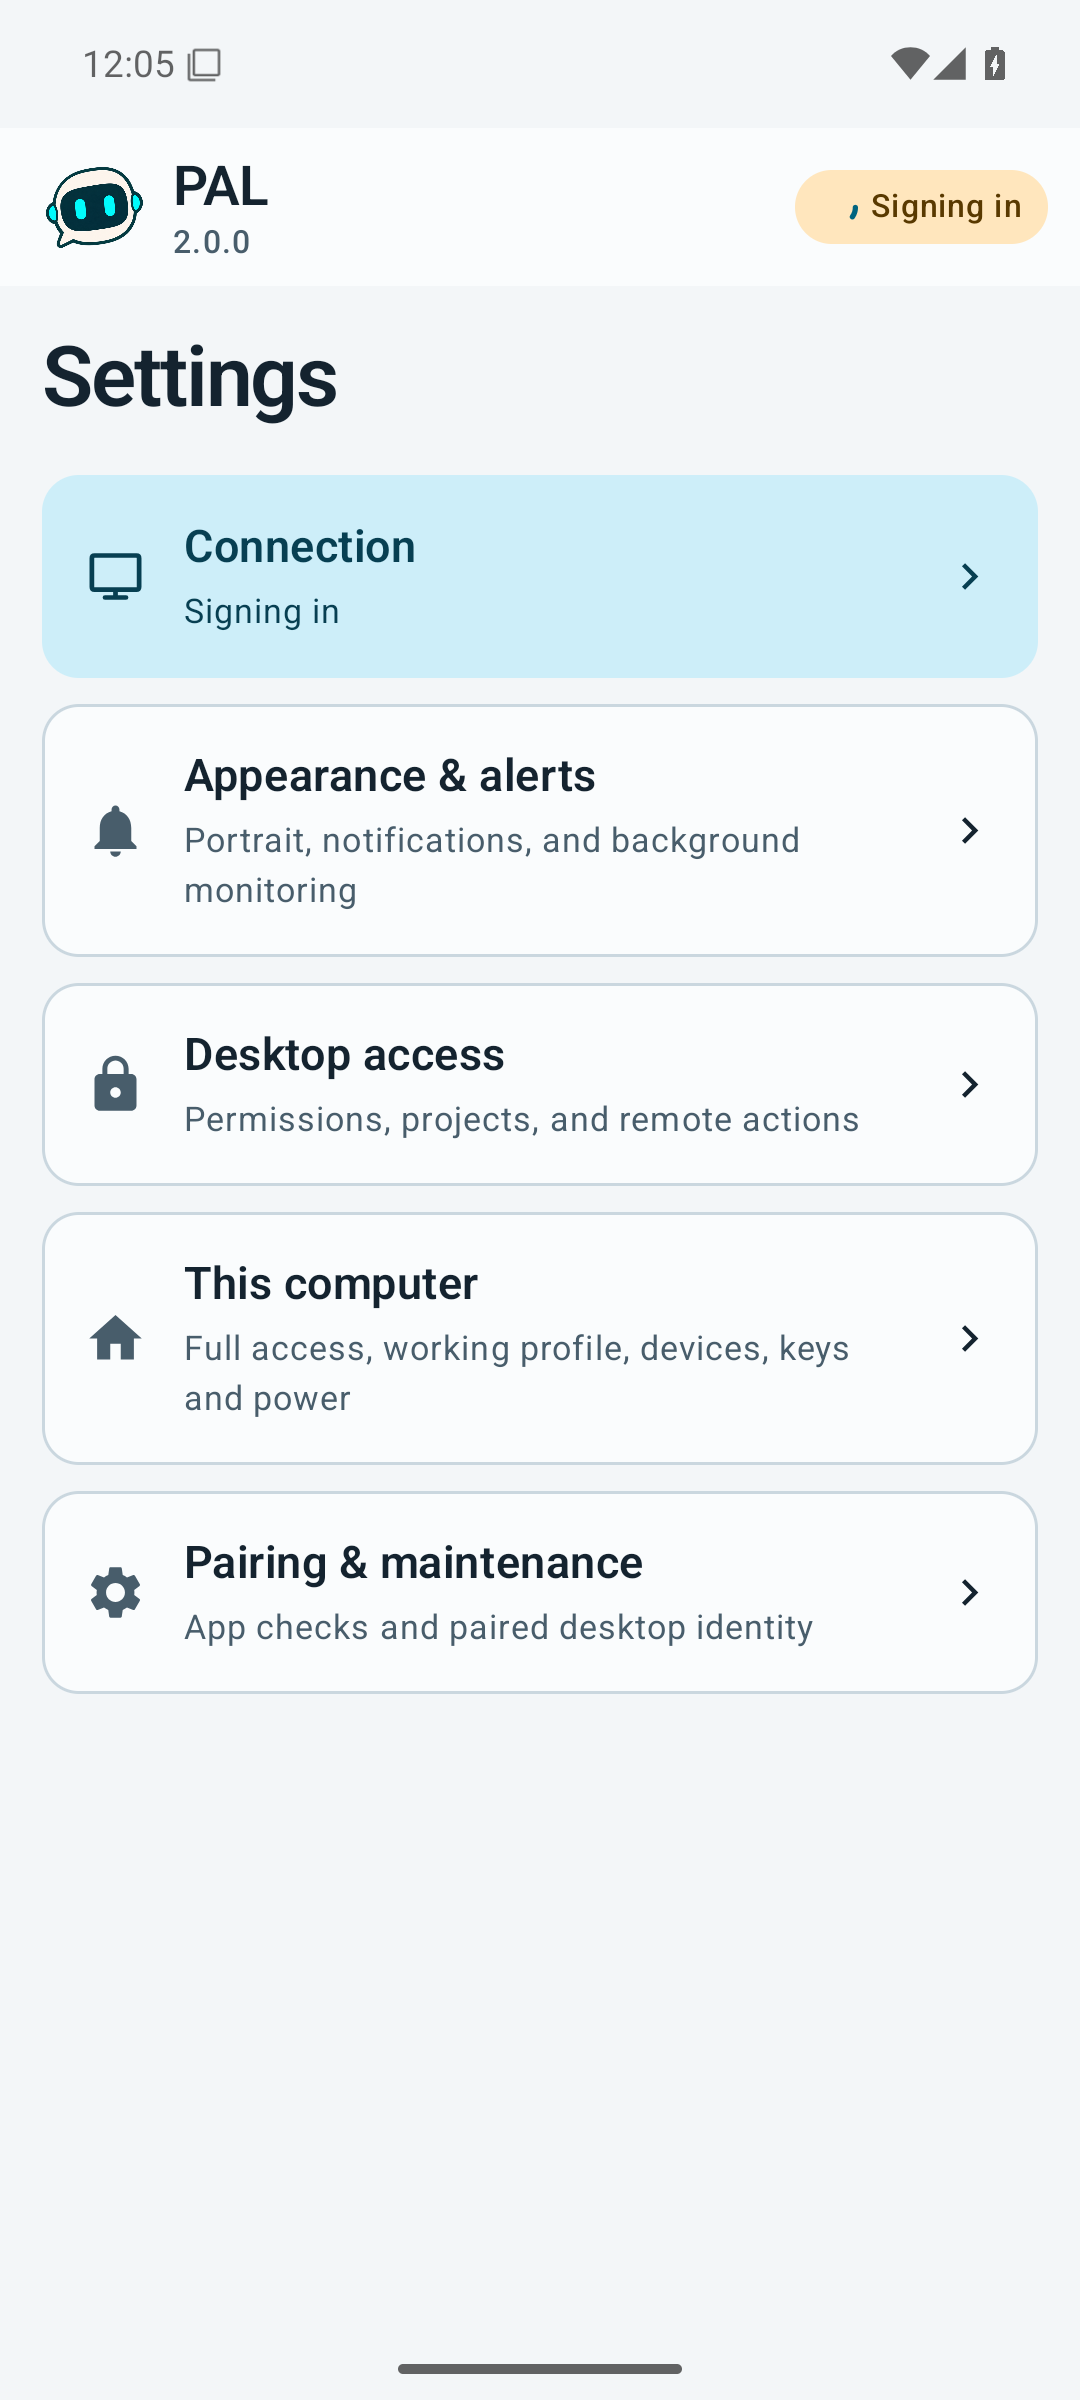 12:05
PAL
2.0.0
Signing in
Settings
Connection
Signing in
Appearance & alerts
Portrait, notifications, and background
monitoring
Desktop access
Permissions, projects, and remote actions
This computer
Full access, working profile, devices, keys
and power
Pairing & maintenance
App checks and paired desktop identity